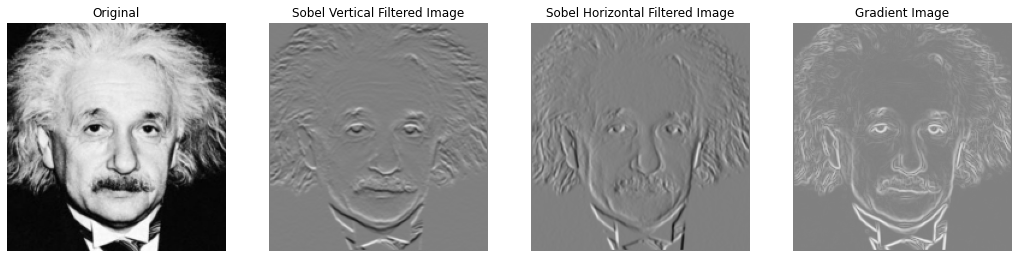 Original
Sobel Vertical Filtered Image
Sobel Horizontal Filtered Image
Gradient Image